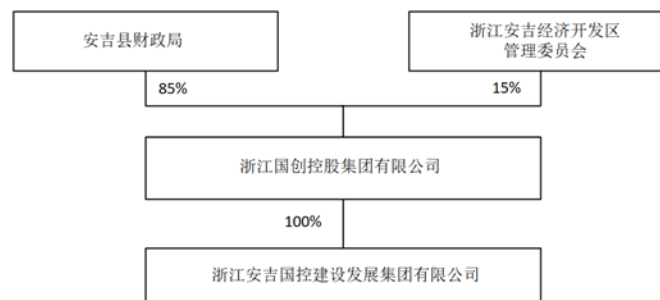 安吉县财政局
浙江安吉经济开发区
管理委员会
85%
15%
浙江国创控股集团有限公司
100%
浙江安吉国控建设发展集团有限公司